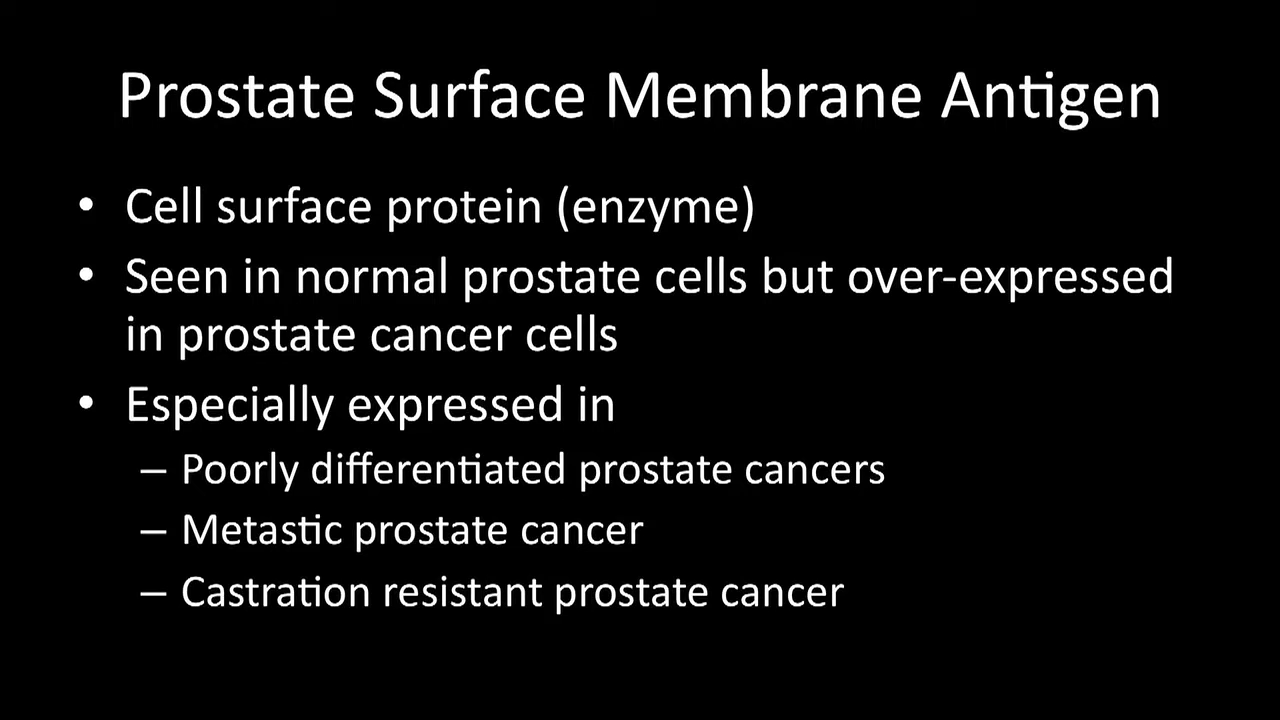 Prostate Surface Membrane Antigen
• Cell surface protein (enzyme)
• Seen in normal prostate cells but over-expressed
in prostate cancer cells
• Especially expressed in
– Poorly differentiated prostate cancers
– Metastic prostate cancer
– Castration resistant prostate cancer